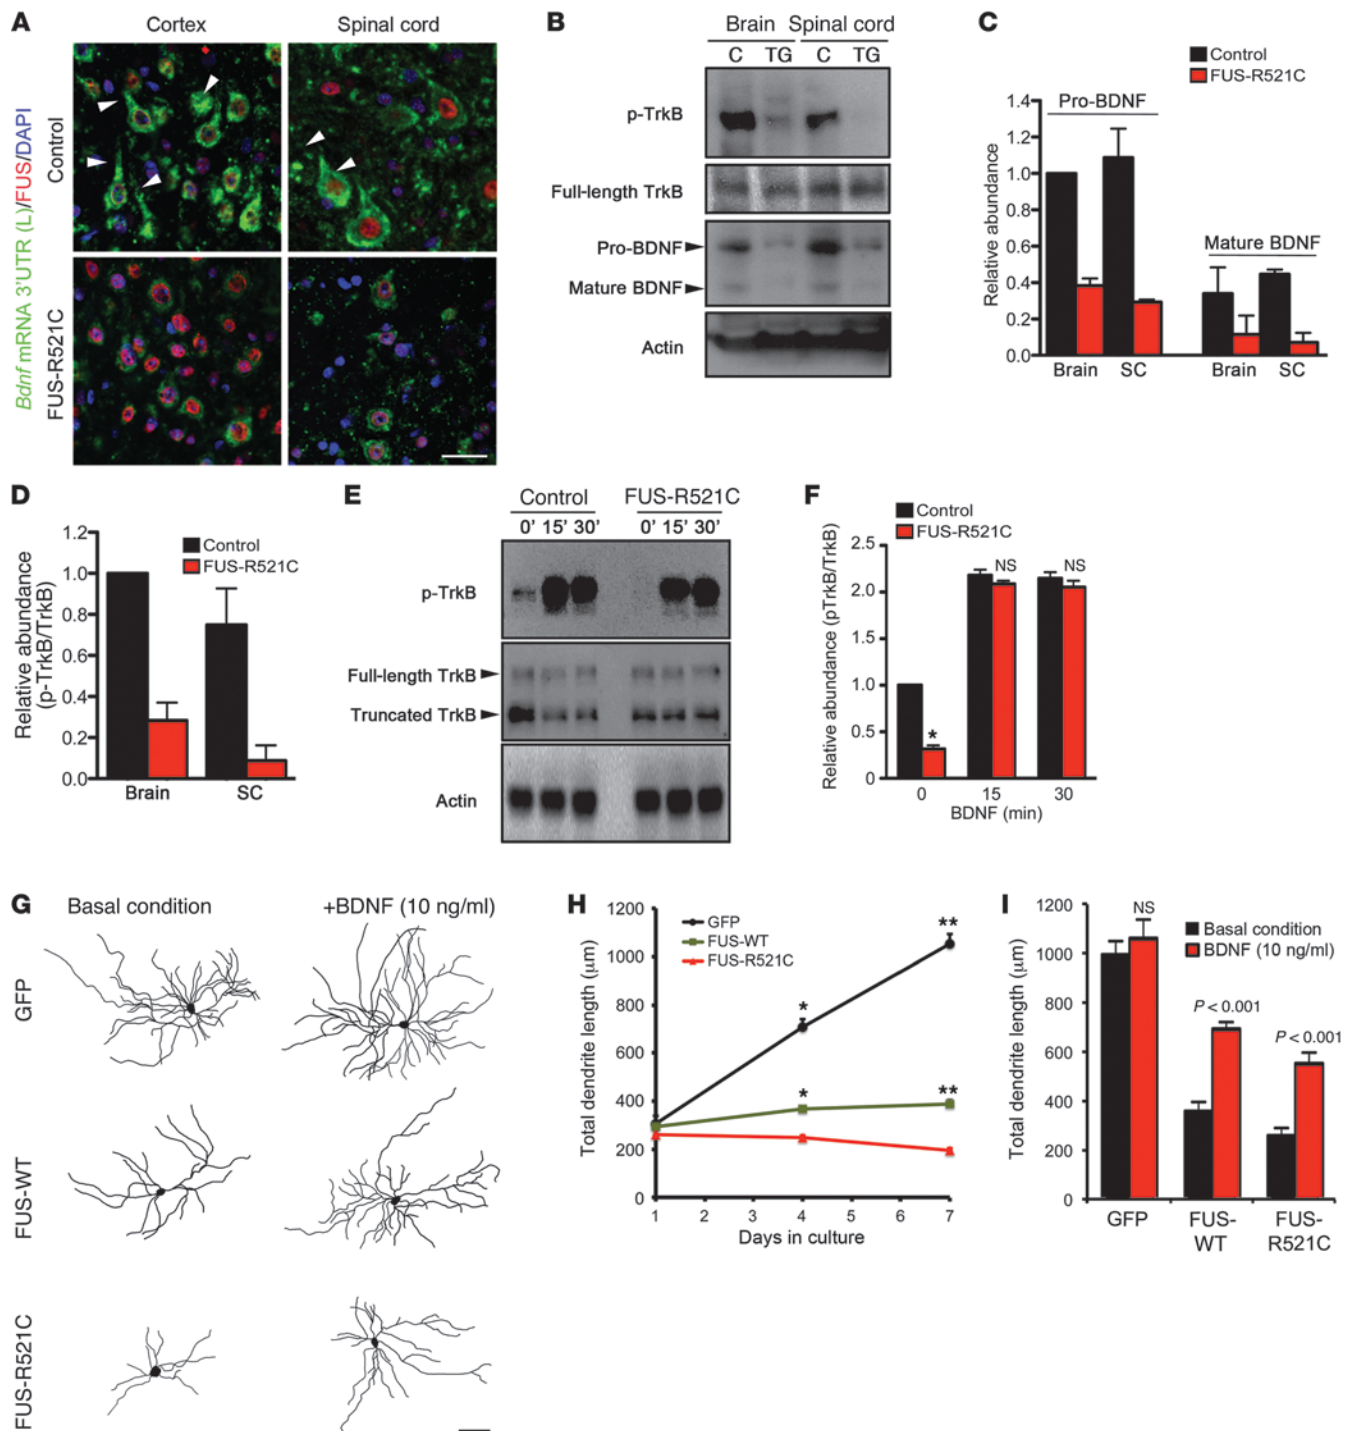 A
Cortex
Spinal cord
Bdnf mRNA 3'UTR (L)/FUS/DAPI
Control
FUS-R521C
B
Brain
Spinal cord
C
TG
C
TG
p-TrkB
Full-length TrkB
Pro-BDNF
Mature BDNF
Actin
C
Control
FUS-R521C
Relative abundance
1.4
1.2
1.0
0.6
0.4
0.2
0.0
Pro-BDNF
Mature BDNF
Brain
SC
Brain
SC
D
Relative abundance
(p-TrkB/TrkB)
1.2
1.0
0.8
0.6
0.4
0.2
0.0
Control
FUS-R521C
Brain
SC
E
Control
FUS-R521C
0' 15' 30'
0' 15' 30'
p-TrkB
Full-length TrkB
Truncated TrkB
Actin
F
Control
FUS-R521C
Relative abundance (pTrkB/TrkB)
2.5
2.0
1.5
1.0
0.5
0
*
NS
NS
0
15
30
BDNF (min)
G
Basal condition
+BDNF (10 ng/ml)
GFP
FUS-WT
FUS-R521C
H
Total dendrite length (μm)
1200
1000
800
600
400
200
0
GFP
FUS-WT
FUS-R521C
*
**
*
**
1 2 3 4 5 6 7
Days in culture
I
Total dendrite length (μm)
1200
1000
800
600
400
200
0
Basal condition
BDNF (10 ng/ml)
NS
P < 0.001
P < 0.001
GFP
FUS-
WT
FUS-
R521C